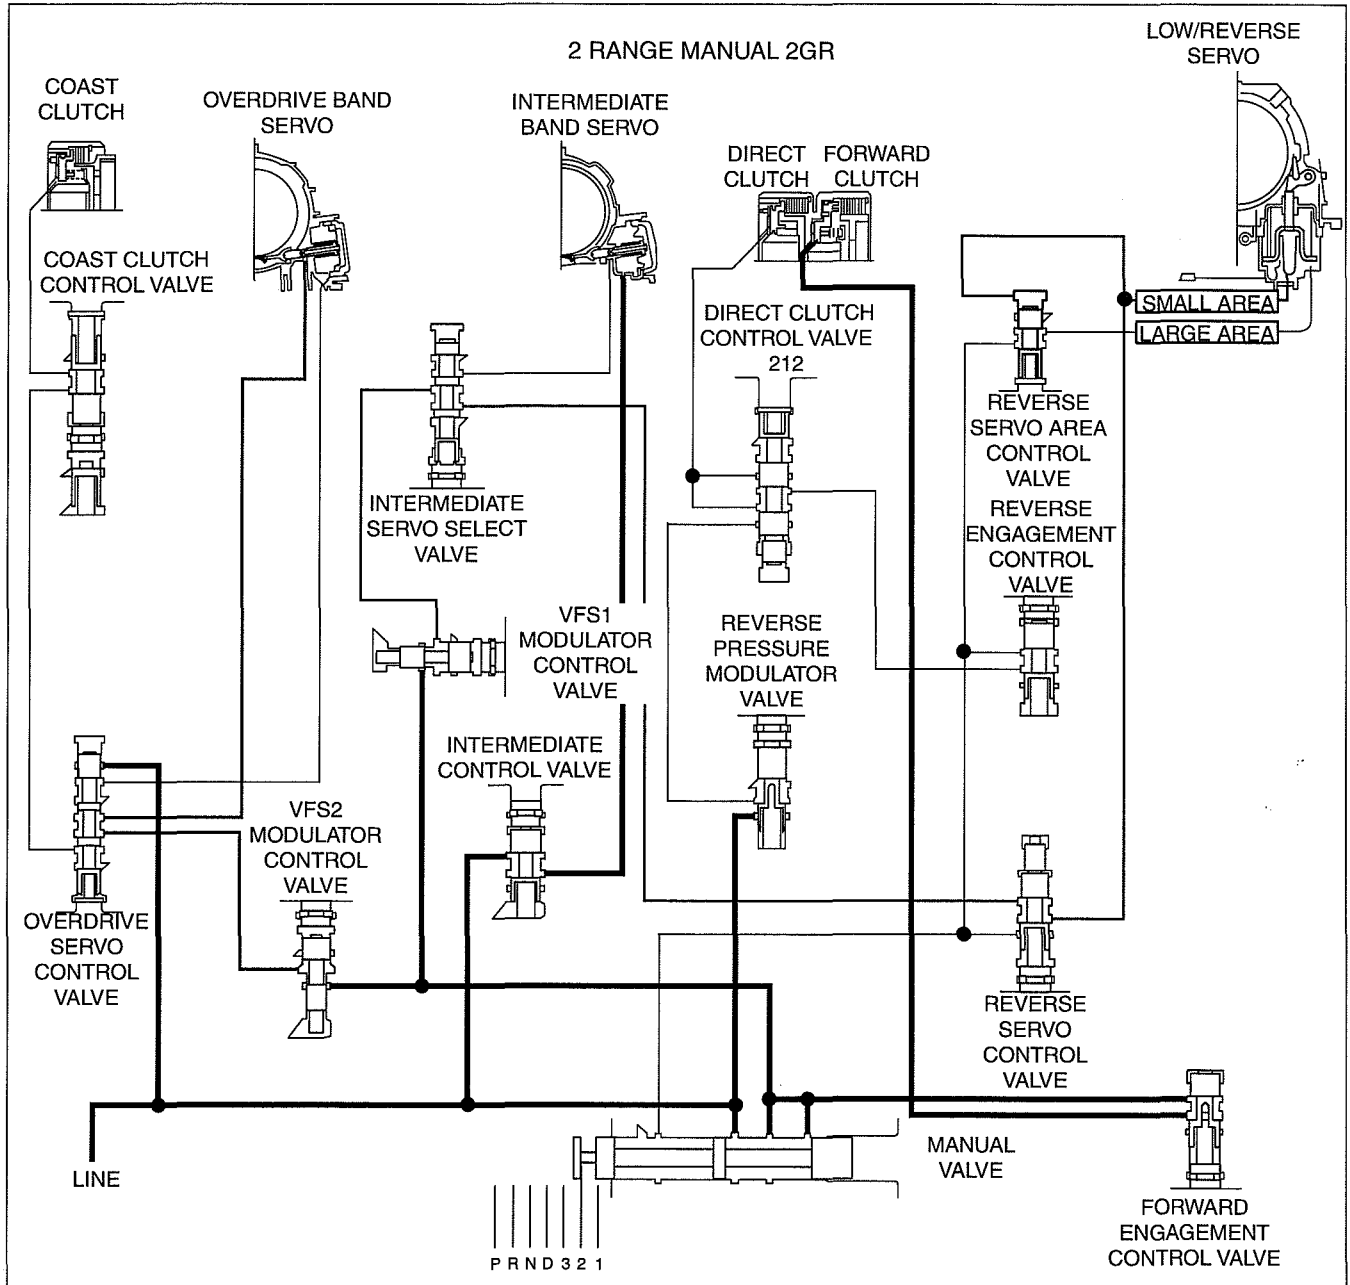 2 RANGE MANUAL 2GR
LOW/REVERSE
SERVO
COAST
CLUTCH
OVERDRIVE BAND
SERVO
INTERMEDIATE
BAND SERVO
DIRECT
CLUTCH
FORWARD
CLUTCH
COAST CLUTCH
CONTROL VALVE
SMALL AREA
LARGE AREA
DIRECT CLUTCH
CONTROL VALVE
212
REVERSE
SERVO AREA
CONTROL
VALVE
INTERMEDIATE
SERVO SELECT
VALVE
REVERSE
ENGAGEMENT
CONTROL
VALVE
VFS1
MODULATOR
CONTROL
VALVE
REVERSE
PRESSURE
MODULATOR
VALVE
INTERMEDIATE
CONTROL VALVE
VFS2
MODULATOR
CONTROL
VALVE
OVERDRIVE
SERVO
CONTROL
VALVE
REVERSE
SERVO
CONTROL
VALVE
LINE
MANUAL
VALVE
FORWARD
ENGAGEMENT
CONTROL VALVE
P R N D 3 2 1